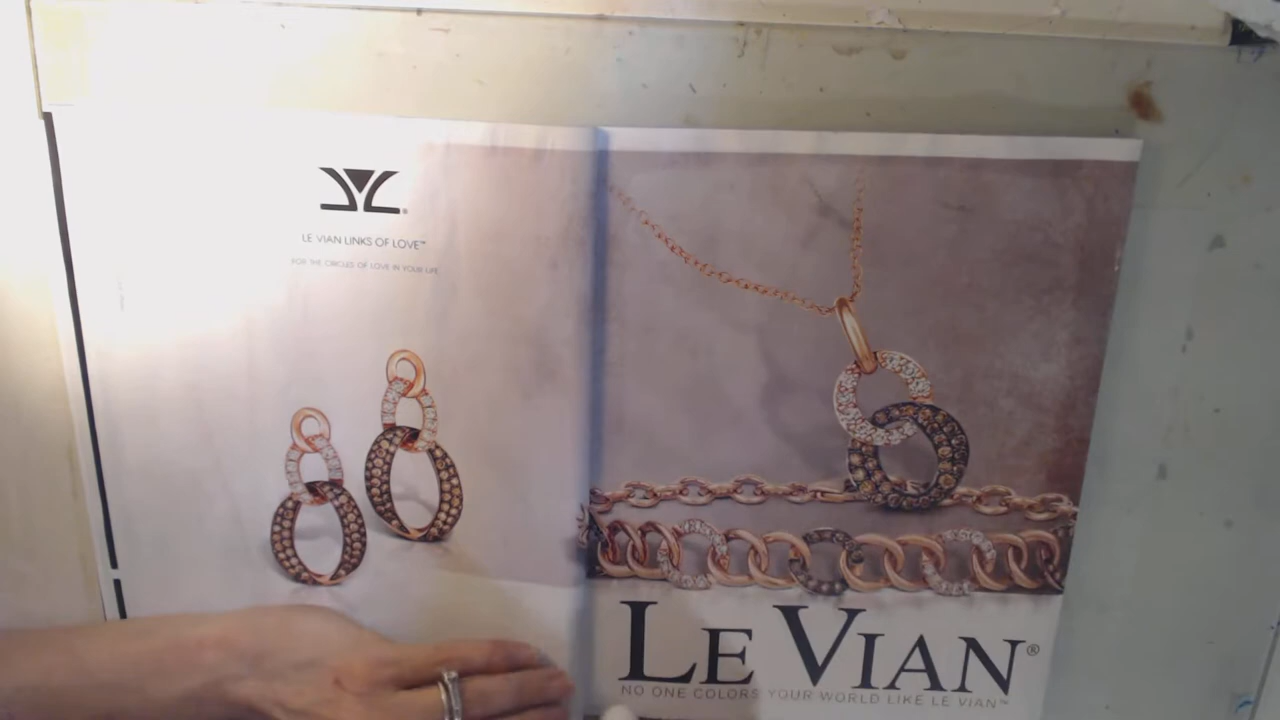 LE VIAN LINKS OF LOVE™
FOR THE CIRCLES OF LOVE IN YOUR LIFE
LE VIAN®
NO ONE COLORS YOUR WORLD LIKE LE VIAN™